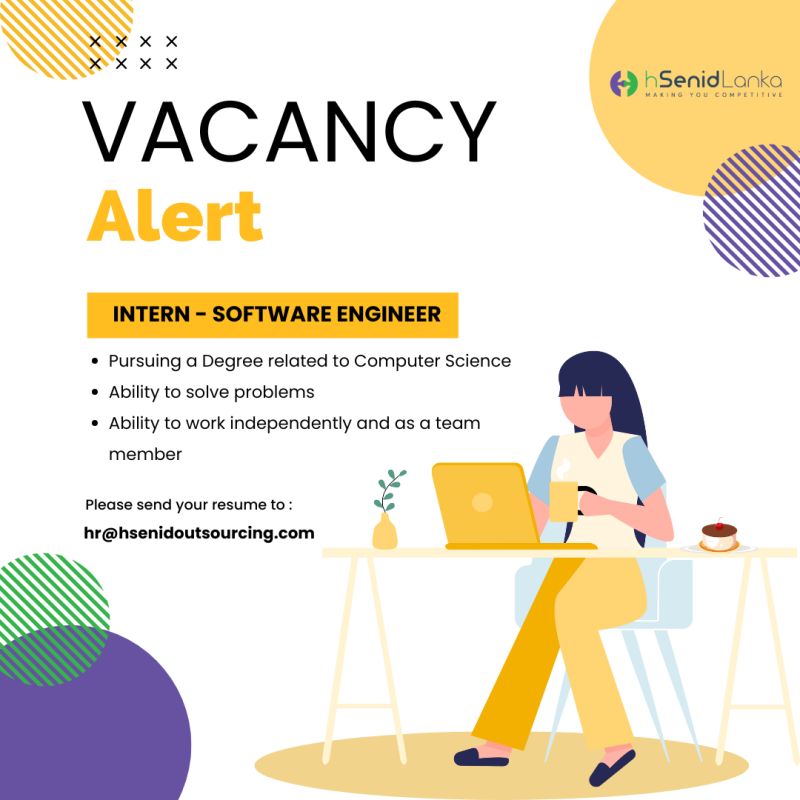 hSenidLanka
MAKING YOU COMPETITIVE
VACANCY
Alert
INTERN - SOFTWARE ENGINEER
• Pursuing a Degree related to Computer Science
• Ability to solve problems
• Ability to work independently and as a team
member
Please send your resume to :
hr@hsenidoutsourcing.com